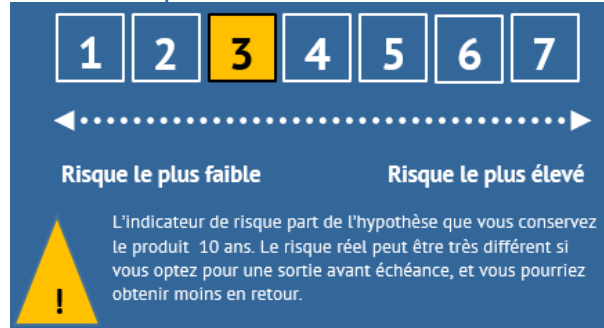 1 2 3 4 5 6 7
Risque le plus faible Risque le plus élevé
L'indicateur de risque part de l'hypothèse que vous conservez
le produit 10 ans. Le risque réel peut être très différent si
vous optez pour une sortie avant échéance, et vous pourriez
obtenir moins en retour.
!